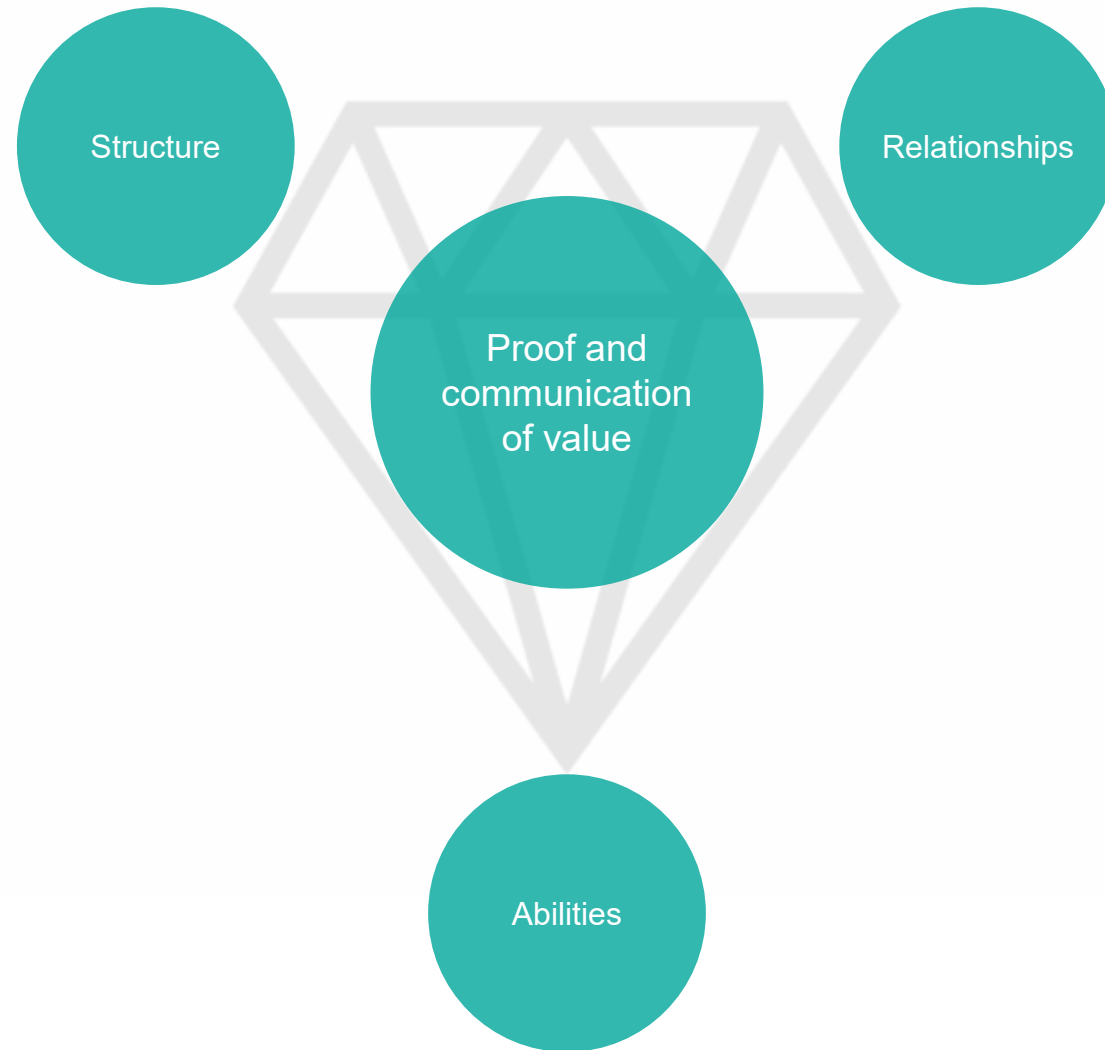 Structure
Relationships
Proof and
communication
of value
Abilities